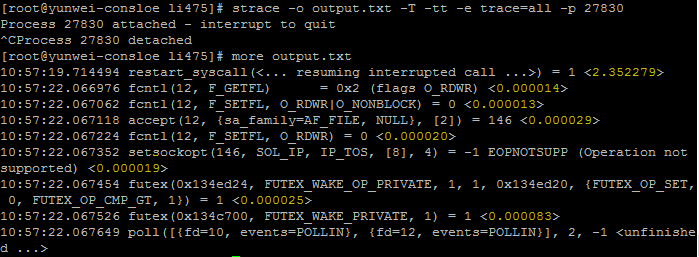 [root@yunwei-consloe li475]# strace -o output.txt -T -tt -e trace=all -p 27830
Process 27830 attached - interrupt to quit
^CProcess 27830 detached
[root@yunwei-consloe li475]# more output.txt
10:57:19.714494 restart_syscall(<... resuming interrupted call ...>) = 1 <2.352279>
10:57:22.066976 fcntl(12, F_GETFL)      = 0x2 (flags O_RDWR) <0.000014>
10:57:22.067062 fcntl(12, F_SETFL, O_RDWR|O_NONBLOCK) = 0 <0.000013>
10:57:22.067118 accept(12, {sa_family=AF_FILE, NULL}, [2]) = 146 <0.000029>
10:57:22.067224 fcntl(12, F_SETFL, O_RDWR) = 0 <0.000020>
10:57:22.067352 setsockopt(146, SOL_IP, IP_TOS, [8], 4) = -1 EOPNOTSUPP (Operation not
supported) <0.000019>
10:57:22.067454 futex(0x134ed24, FUTEX_WAKE_OP_PRIVATE, 1, 1, 0x134ed20, {FUTEX_OP_SET,
 0, FUTEX_OP_CMP_GT, 1}) = 1 <0.000025>
10:57:22.067526 futex(0x134c700, FUTEX_WAKE_PRIVATE, 1) = 1 <0.000083>
10:57:22.067649 poll([{fd=10, events=POLLIN}, {fd=12, events=POLLIN}], 2, -1 <unfinishe
d ...>